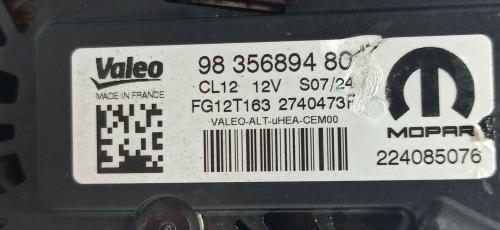 Valeo
MADE IN FRANCE
98 356894 80
CL12 12V S07/24
FG12T163 2740473
VALEO-ALT-uHEA-CEM00
MOPAR
224085076